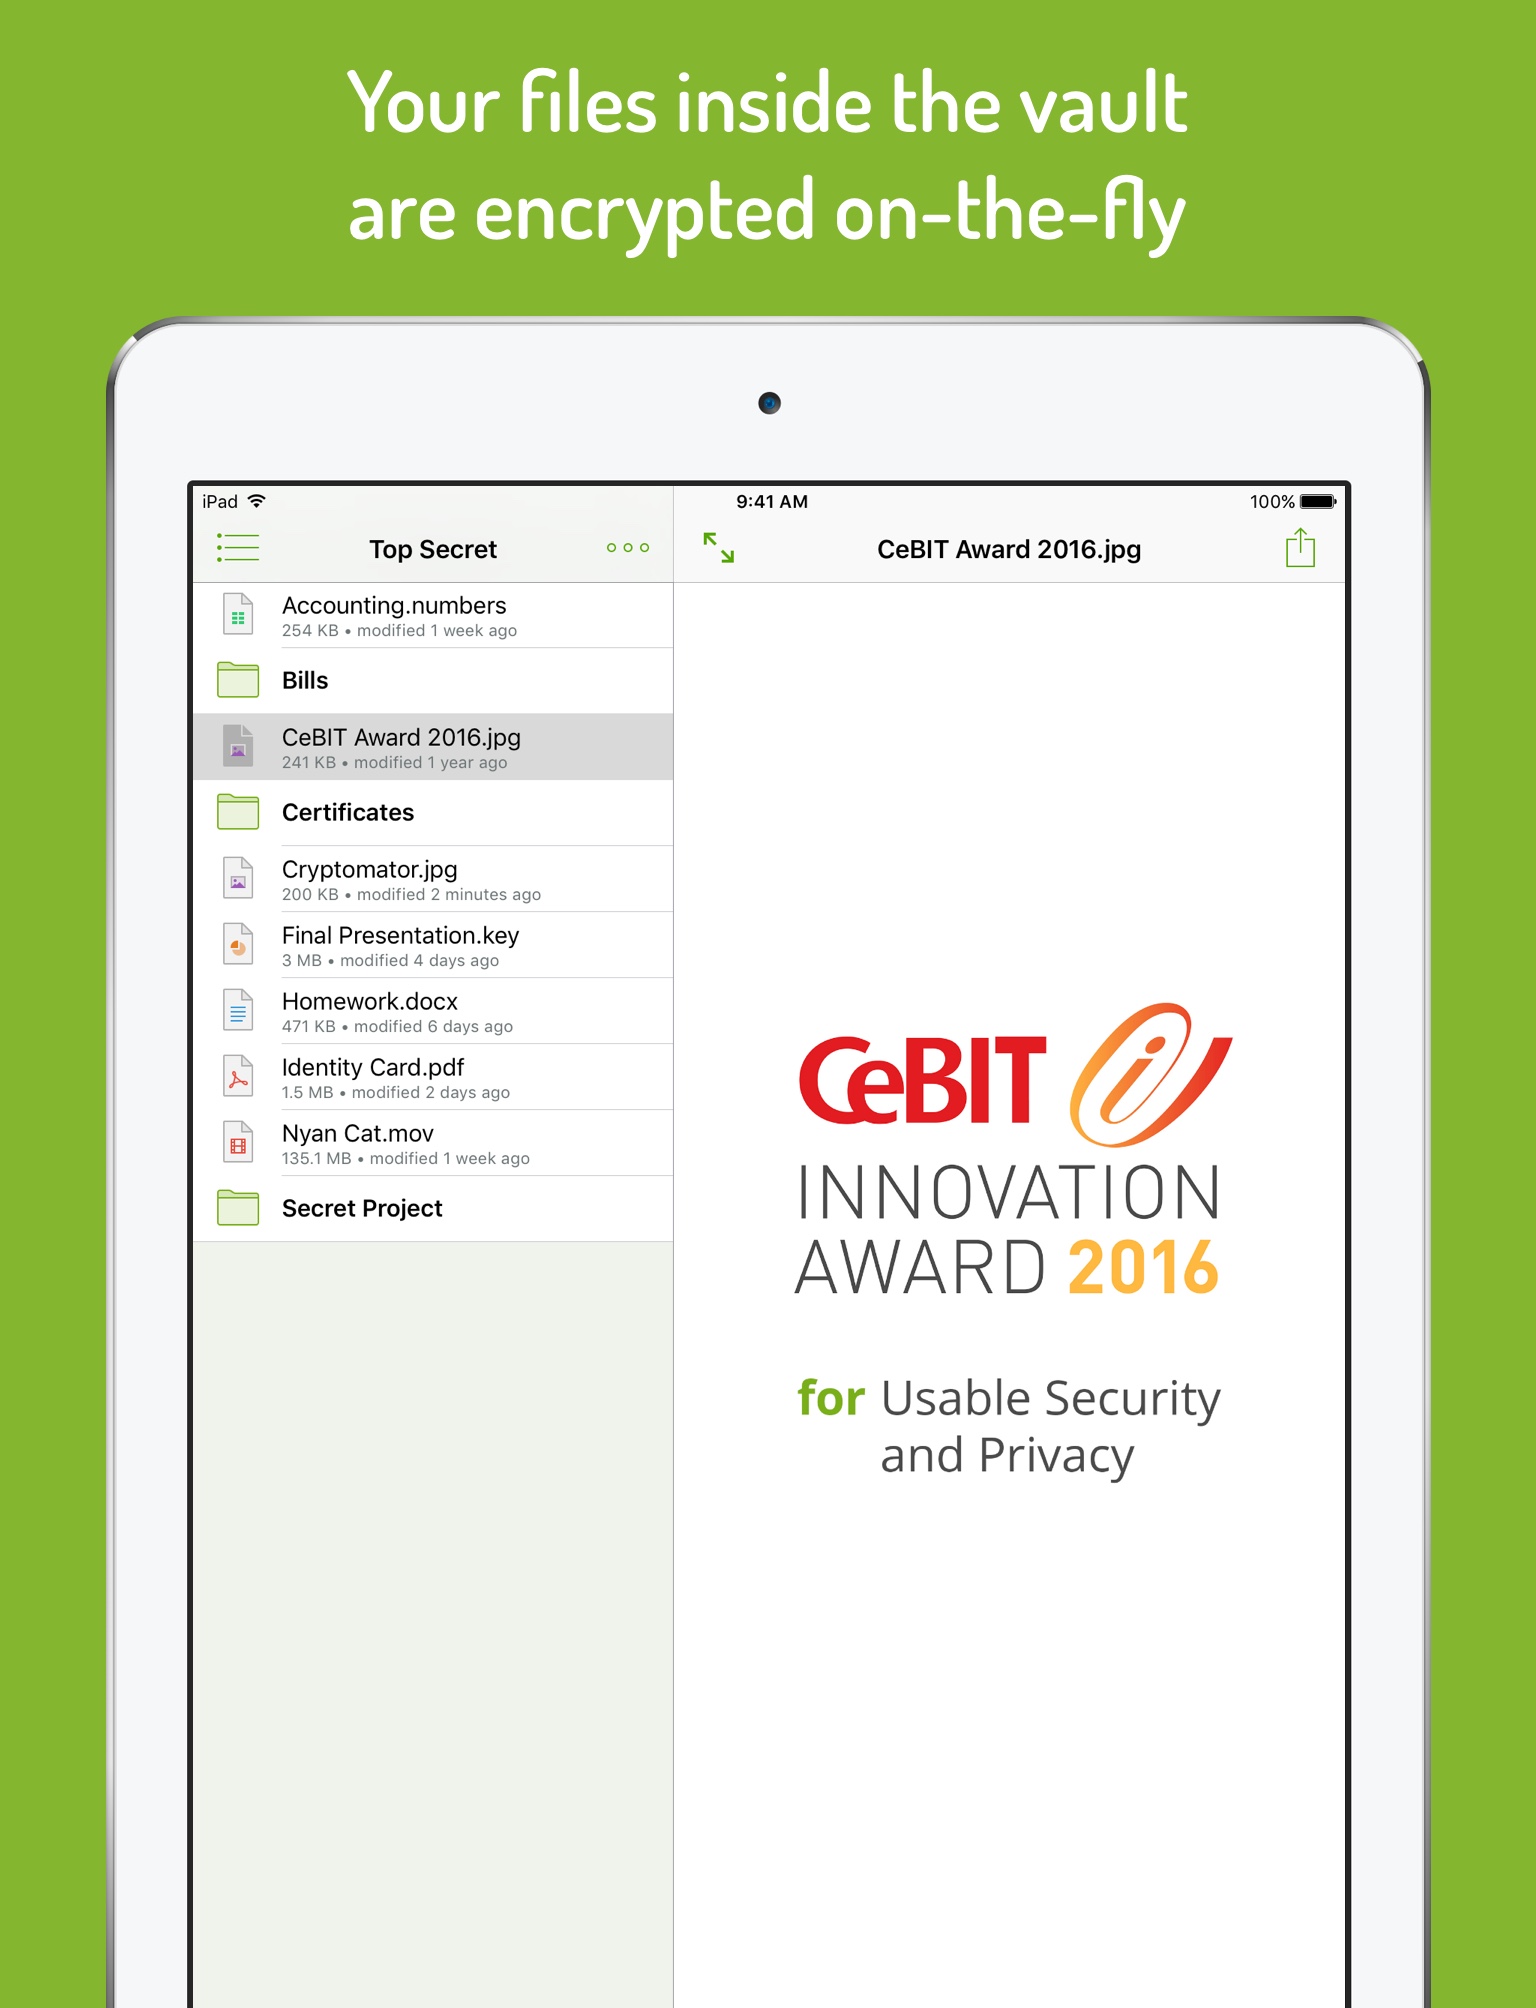 Your files inside the vault
are encrypted on-the-fly
iPad
9:41 AM
100%
Top Secret
CeBIT Award 2016.jpg
Accounting.numbers
254 KB • modified 1 week ago
Bills
CeBIT Award 2016.jpg
241 KB • modified 1 year ago
Certificates
Cryptomator.jpg
200 KB • modified 2 minutes ago
Final Presentation.key
3 MB • modified 4 days ago
Homework.docx
471 KB • modified 6 days ago
Identity Card.pdf
1.5 MB • modified 2 days ago
Nyan Cat.mov
135.1 MB • modified 1 week ago
Secret Project
CeBIT i
INNOVATION
AWARD 2016
for Usable Security
and Privacy